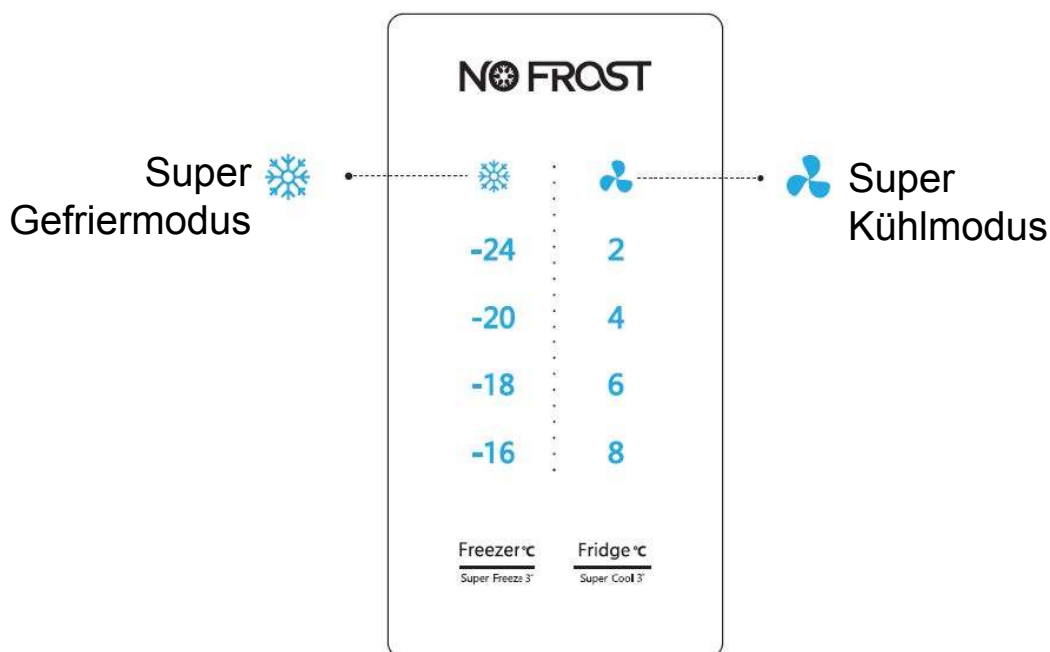 NO FROST
Super
Gefriermodus
Super
Kühlmodus
-24 2
-20 4
-18 6
-16 8
Freezer°C Fridge °C
Super Freeze 3" Super Cool 3"